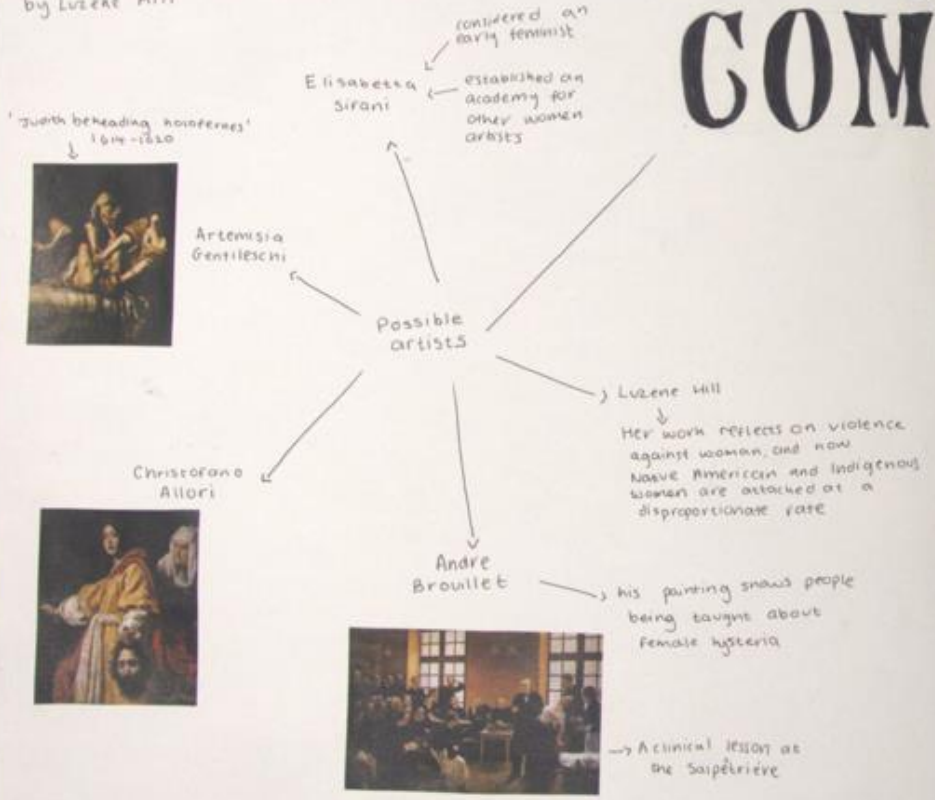 by Luzene Hill
COM
considered an
early feminist
Elisabetta
Sirani
established an
academy for
other women
artists
'Judith beheading holofernes'
1614-1620
Artemisia
Gentileschi
Possible
artists
Luzene Hill
Her work reflects on violence
against woman, and how
Native American and Indigenous
women are attacked at a
disproportionate rate
Christofano
Allori
Andre
Brouillet
his painting shows people
being taught about
female hysteria
A clinical lesson at
the Salpêtrière